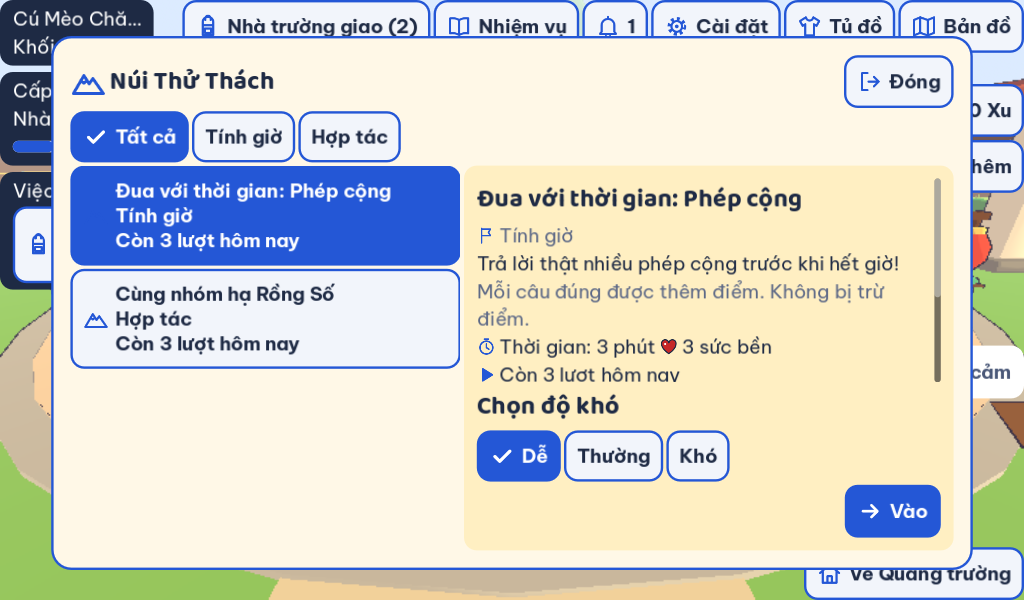 Cú Mèo Chă...
Khối
Nhà trường giao (2)
Nhiệm vụ
1
Cài đặt
Tủ đồ
Bản đồ
Cấp
Nhà
Việc
Núi Thử Thách
Đóng
Xu
Tất cả
Tính giờ
Hợp tác
Đua với thời gian: Phép cộng
Tính giờ
Còn 3 lượt hôm nay
Cùng nhóm hạ Rồng Số
Hợp tác
Còn 3 lượt hôm nay
Đua với thời gian: Phép cộng
Tính giờ
Trả lời thật nhiều phép cộng trước khi hết giờ!
Mỗi câu đúng được thêm điểm. Không bị trừ
điểm.
Thời gian: 3 phút 3 sức bền
Còn 3 lượt hôm nay
Chọn độ khó
Dễ
Thường
Khó
Vào
cảm
Về Quảng trường